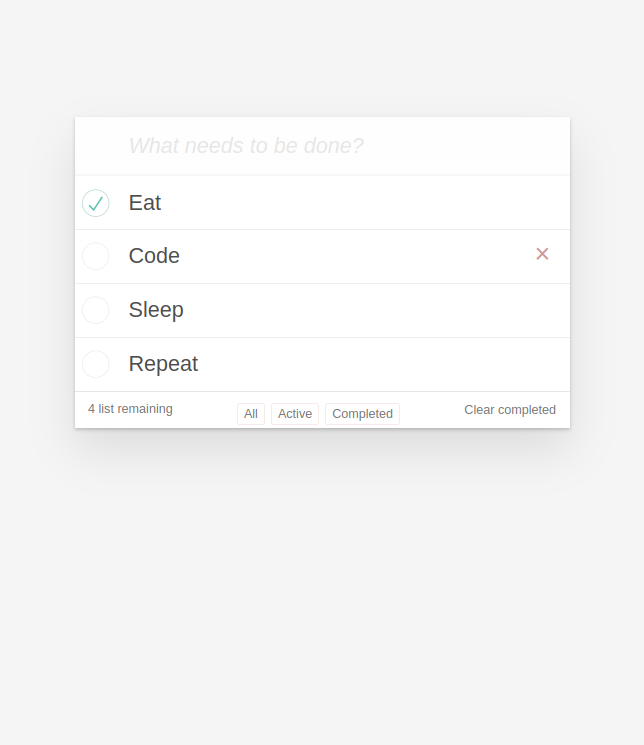 What needs to be done?
Eat
Code
Sleep
Repeat
4 list remaining All Active Completed Clear completed